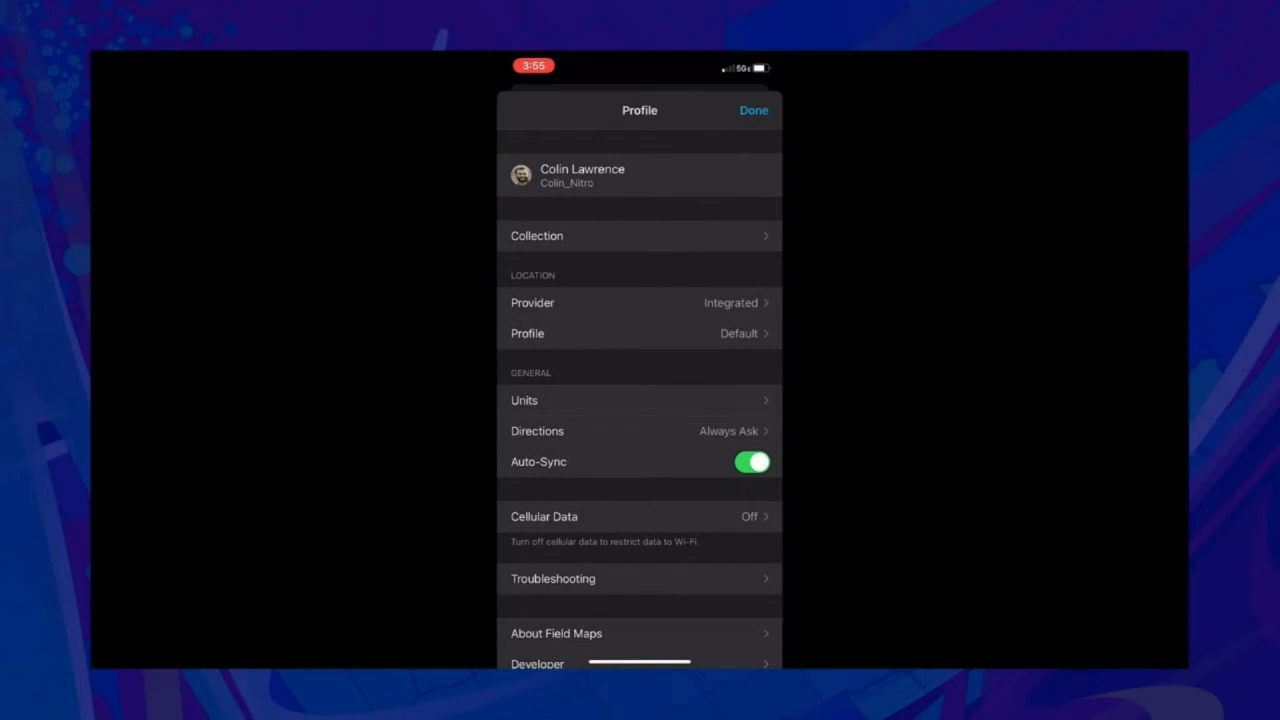 3:55
5GE
Profile
Done
Colin Lawrence
Colin_Nitro
Collection
LOCATION
Provider Integrated
Profile Default
GENERAL
Units
Directions Always Ask
Auto-Sync
Cellular Data Off
Turn off cellular data to restrict data to Wi-Fi.
Troubleshooting
About Field Maps
Developer